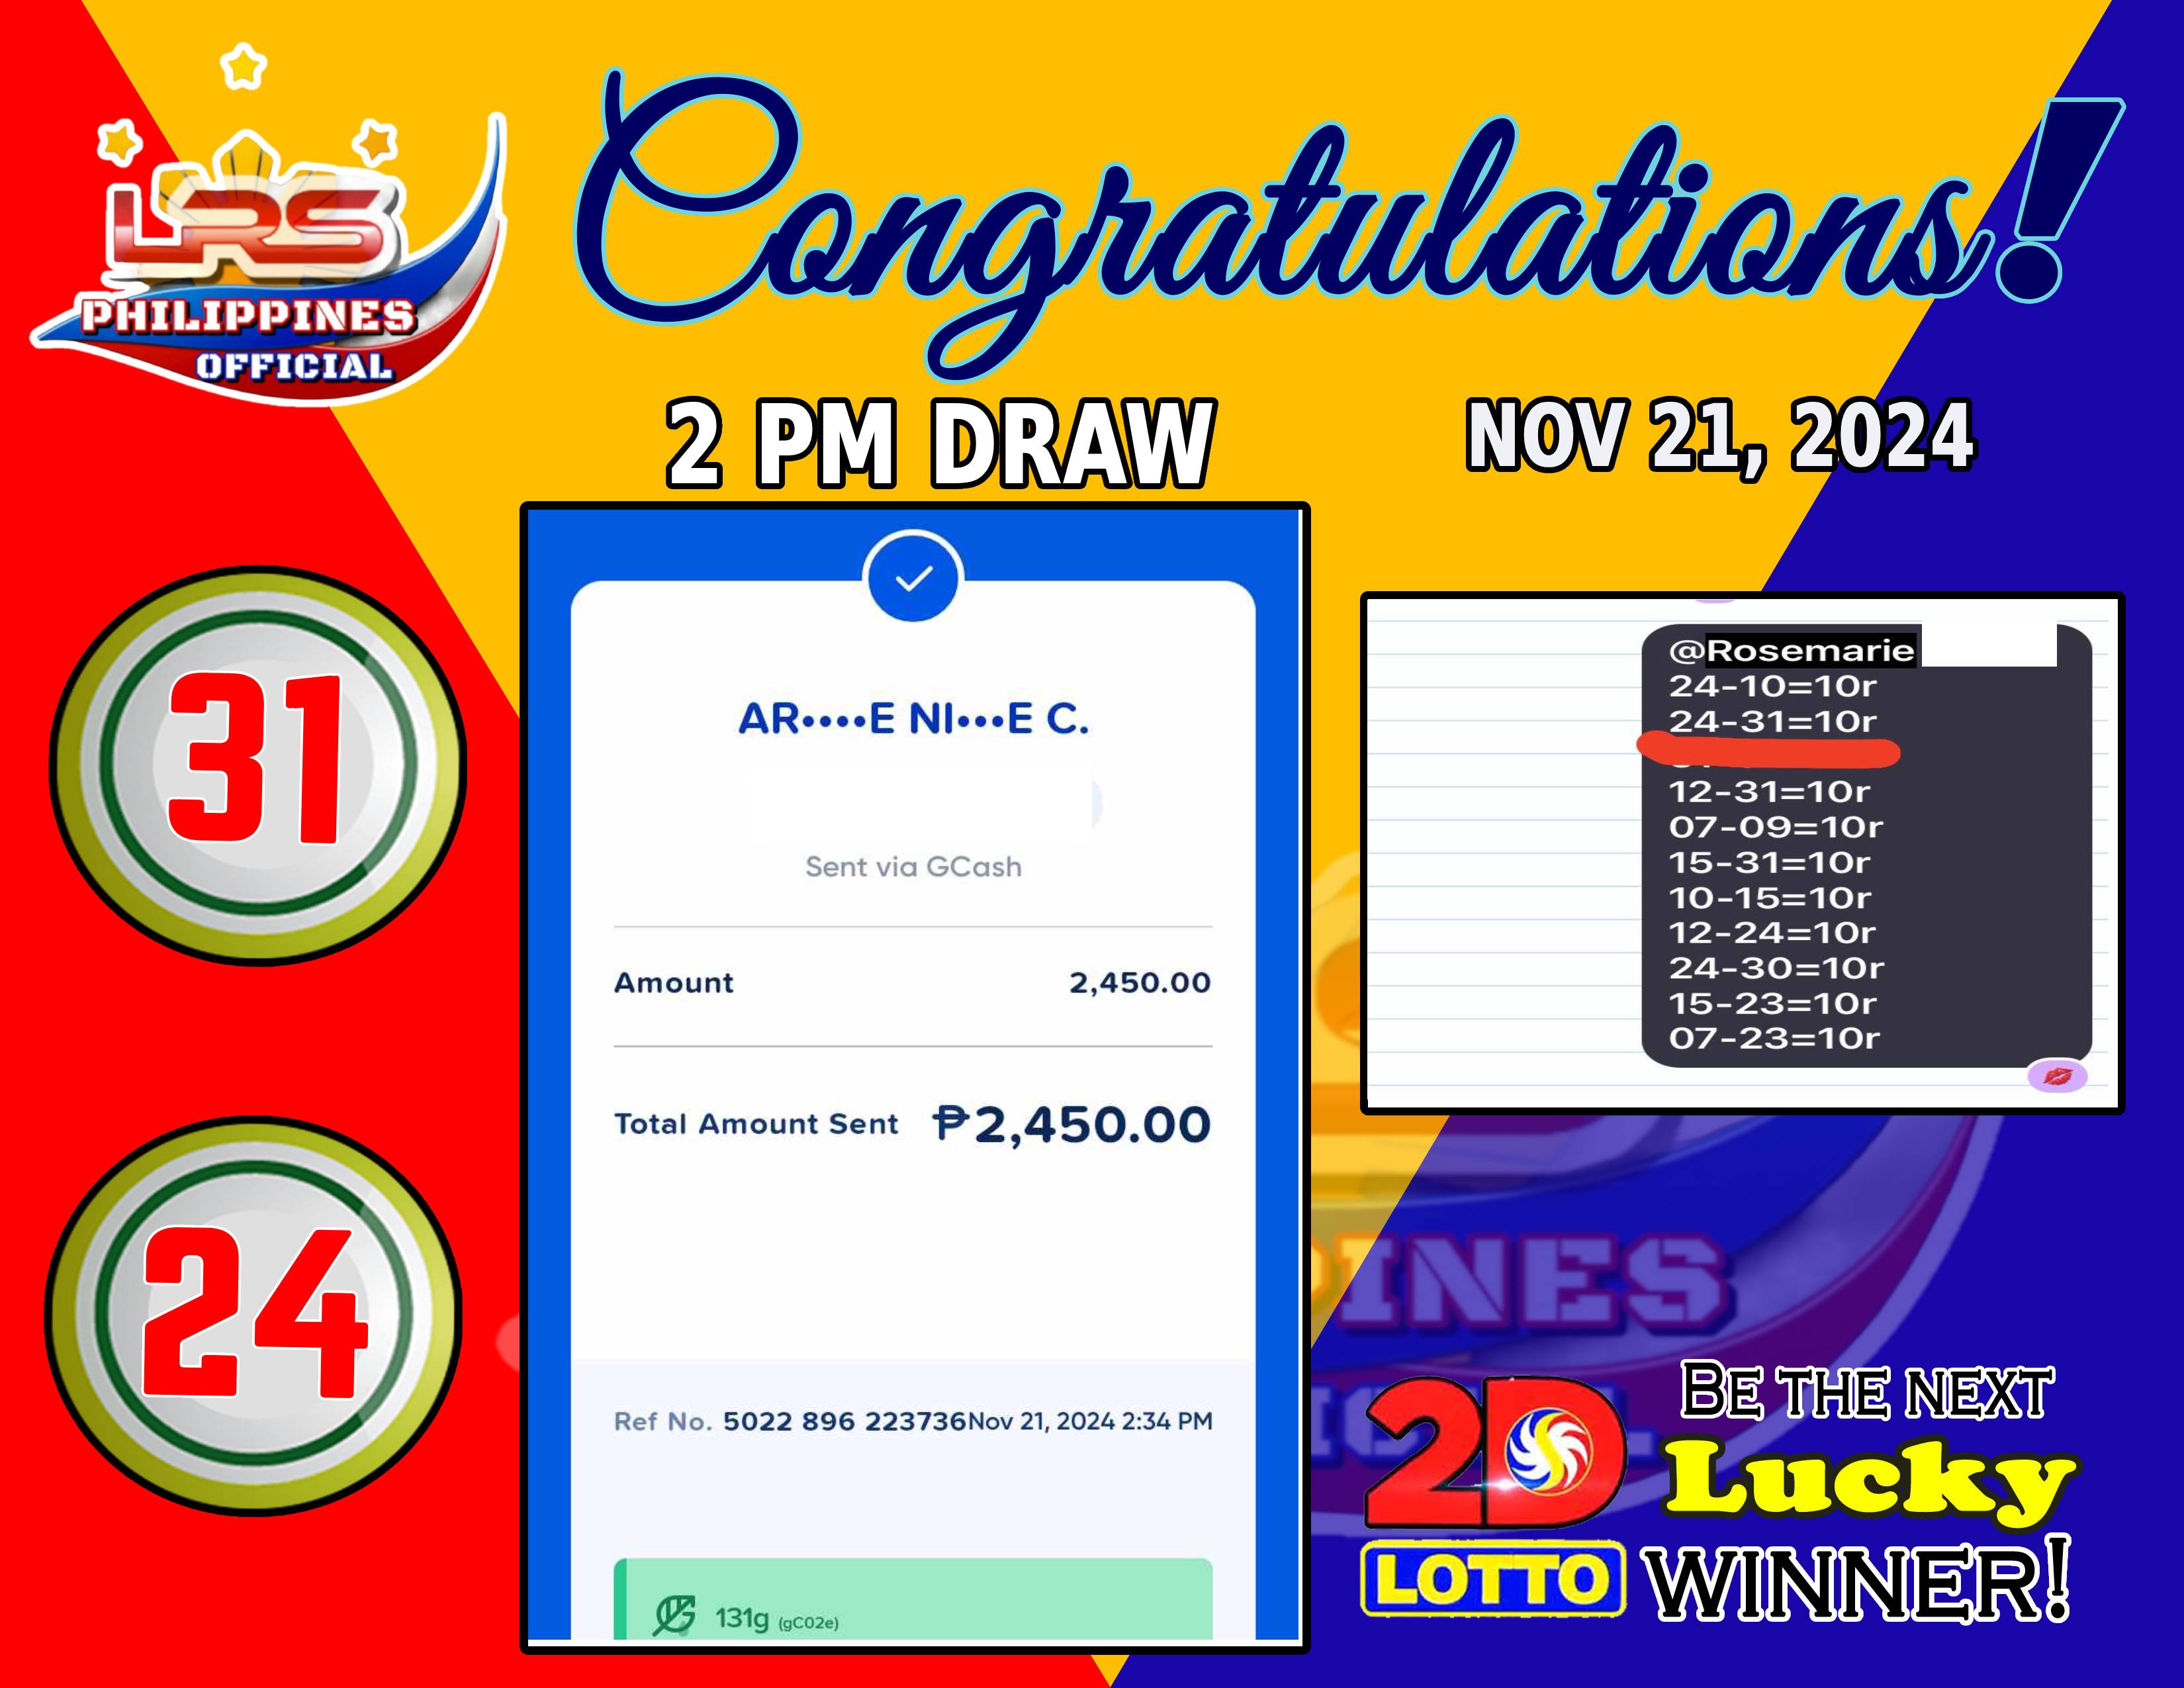 LRS
PHILIPPINES
OFFICIAL
Congratulations!
2 PM DRAW
NOV 21, 2024
31
24
AR••••E NI•••E C.
Sent via GCash
Amount 2,450.00
Total Amount Sent ₱2,450.00
Ref No. 5022 896 223736Nov 21, 2024 2:34 PM
131g (gC02e)
@Rosemarie
24-10=10r
24-31=10r
12-31=10r
07-09=10r
15-31=10r
10-15=10r
12-24=10r
24-30=10r
15-23=10r
07-23=10r
PINES
2D
LOTTO
BE THE NEXT
Lucky
WINNER!